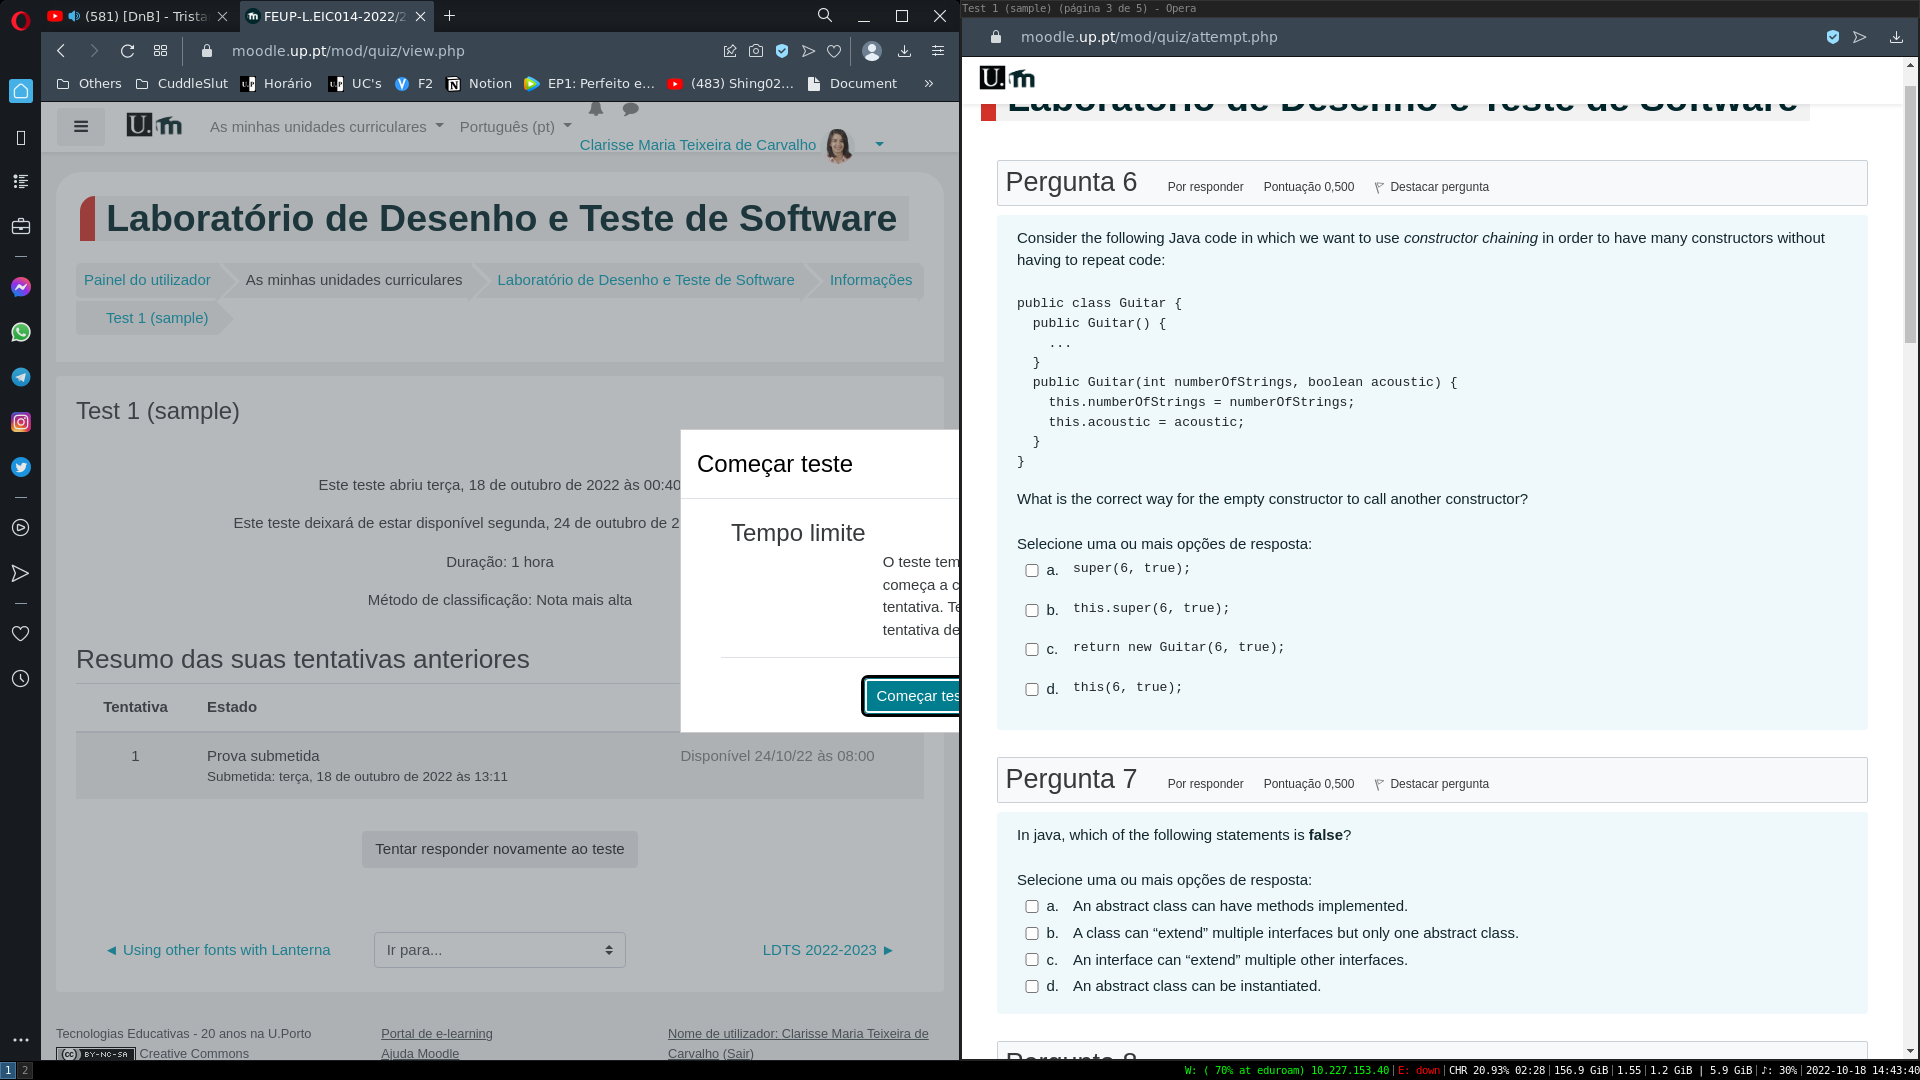 (581) [DnB] - Trista
FEUP-L.EIC014-2022/2
Test 1 (sample) (página 3 de 5) - Opera
moodle.up.pt/mod/quiz/view.php
moodle.up.pt/mod/quiz/attempt.php
Others
CuddleSlut
Horário
UC's
F2
Notion
EP1: Perfeito e…
(483) Shing02…
Document
»
As minhas unidades curriculares
Português (pt)
Clarisse Maria Teixeira de Carvalho
Laboratório de Desenho e Teste de Software
Painel do utilizador
As minhas unidades curriculares
Laboratório de Desenho e Teste de Software
Informações
Test 1 (sample)
Test 1 (sample)
Este teste abriu terça, 18 de outubro de 2022 às 00:40
Este teste deixará de estar disponível segunda, 24 de outubro de 2
Duração: 1 hora
Método de classificação: Nota mais alta
Começar teste
Tempo limite
O teste tem
começa a c
tentativa. Te
tentativa de
Começar tes
Resumo das suas tentativas anteriores
Tentativa
Estado
1
Prova submetida
Submetida: terça, 18 de outubro de 2022 às 13:11
Disponível 24/10/22 às 08:00
Tentar responder novamente ao teste
◄ Using other fonts with Lanterna
Ir para...
LDTS 2022-2023 ►
Tecnologias Educativas - 20 anos na U.Porto
(cc) BY-NC-SA Creative Commons
Portal de e-learning
Ajuda Moodle
Nome de utilizador: Clarisse Maria Teixeira de
Carvalho (Sair)
Laboratório de Desenho e Teste de Software
Pergunta 6
Por responder
Pontuação 0,500
Destacar pergunta
Consider the following Java code in which we want to use constructor chaining in order to have many constructors without
having to repeat code:
public class Guitar {
public Guitar() {
...
}
public Guitar(int numberOfStrings, boolean acoustic) {
this.numberOfStrings = numberOfStrings;
this.acoustic = acoustic;
}
}
What is the correct way for the empty constructor to call another constructor?
Selecione uma ou mais opções de resposta:
a. super(6, true);
b. this.super(6, true);
c. return new Guitar(6, true);
d. this(6, true);
Pergunta 7
Por responder
Pontuação 0,500
Destacar pergunta
In java, which of the following statements is false?
Selecione uma ou mais opções de resposta:
a. An abstract class can have methods implemented.
b. A class can “extend” multiple interfaces but only one abstract class.
c. An interface can “extend” multiple other interfaces.
d. An abstract class can be instantiated.
Pergunta 8
1
2
W: ( 70% at eduroam) 10.227.153.40|E: down|CHR 20.93% 02:28|156.9 GiB|1.55|1.2 GiB | 5.9 GiB|♪: 30%|2022-10-18 14:43:40